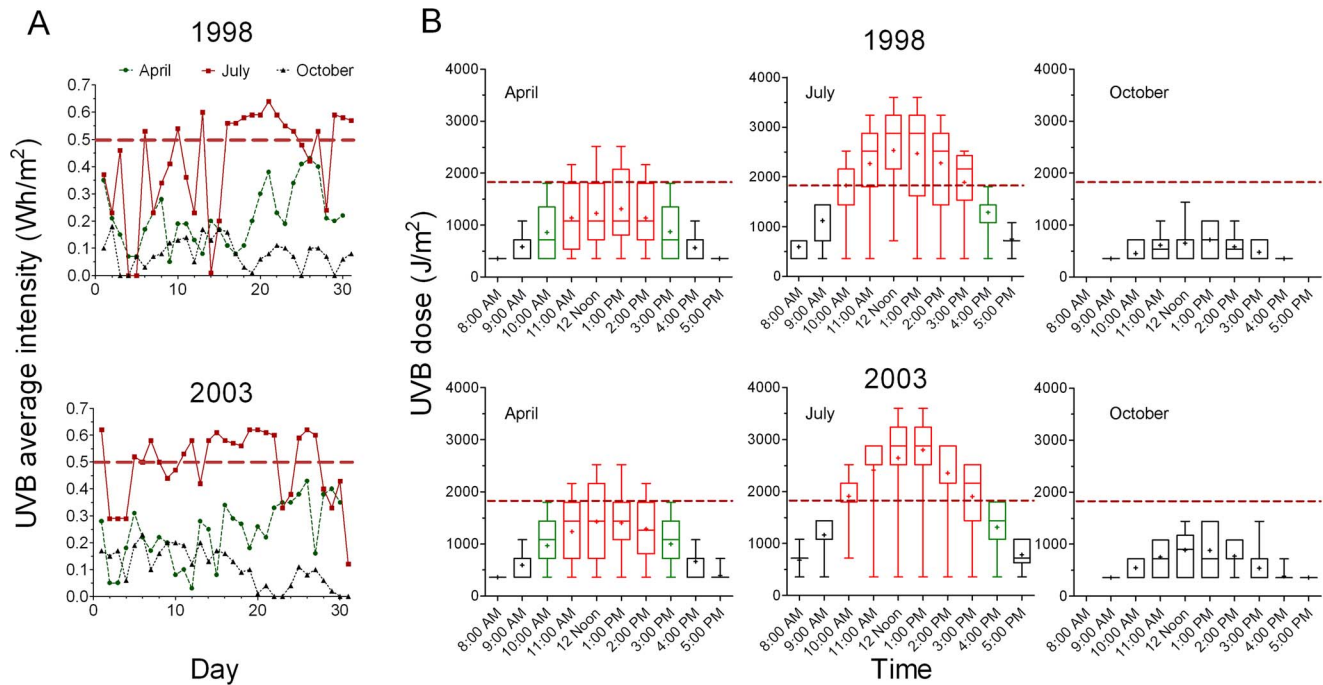 A
1998
April July October
0.7
0.6
0.5
0.4
0.3
0.2
0.1
0.0
0 10 20 30
2003
0.7
0.6
0.5
0.4
0.3
0.2
0.1
0.0
0 10 20 30
UVB average intensity (Wh/m²)
Day
B
1998
UVB dose (J/m²)
April
4000
3000
2000
1000
0
8:00 AM
9:00 AM
10:00 AM
11:00 AM
12 Noon
1:00 PM
2:00 PM
3:00 PM
4:00 PM
5:00 PM
July
4000
3000
2000
1000
0
8:00 AM
9:00 AM
10:00 AM
11:00 AM
12 Noon
1:00 PM
2:00 PM
3:00 PM
4:00 PM
5:00 PM
October
4000
3000
2000
1000
0
8:00 AM
9:00 AM
10:00 AM
11:00 AM
12 Noon
1:00 PM
2:00 PM
3:00 PM
4:00 PM
5:00 PM
2003
April
4000
3000
2000
1000
0
8:00 AM
9:00 AM
10:00 AM
11:00 AM
12 Noon
1:00 PM
2:00 PM
3:00 PM
4:00 PM
5:00 PM
July
4000
3000
2000
1000
0
8:00 AM
9:00 AM
10:00 AM
11:00 AM
12 Noon
1:00 PM
2:00 PM
3:00 PM
4:00 PM
5:00 PM
October
4000
3000
2000
1000
0
8:00 AM
9:00 AM
10:00 AM
11:00 AM
12 Noon
1:00 PM
2:00 PM
3:00 PM
4:00 PM
5:00 PM
Time